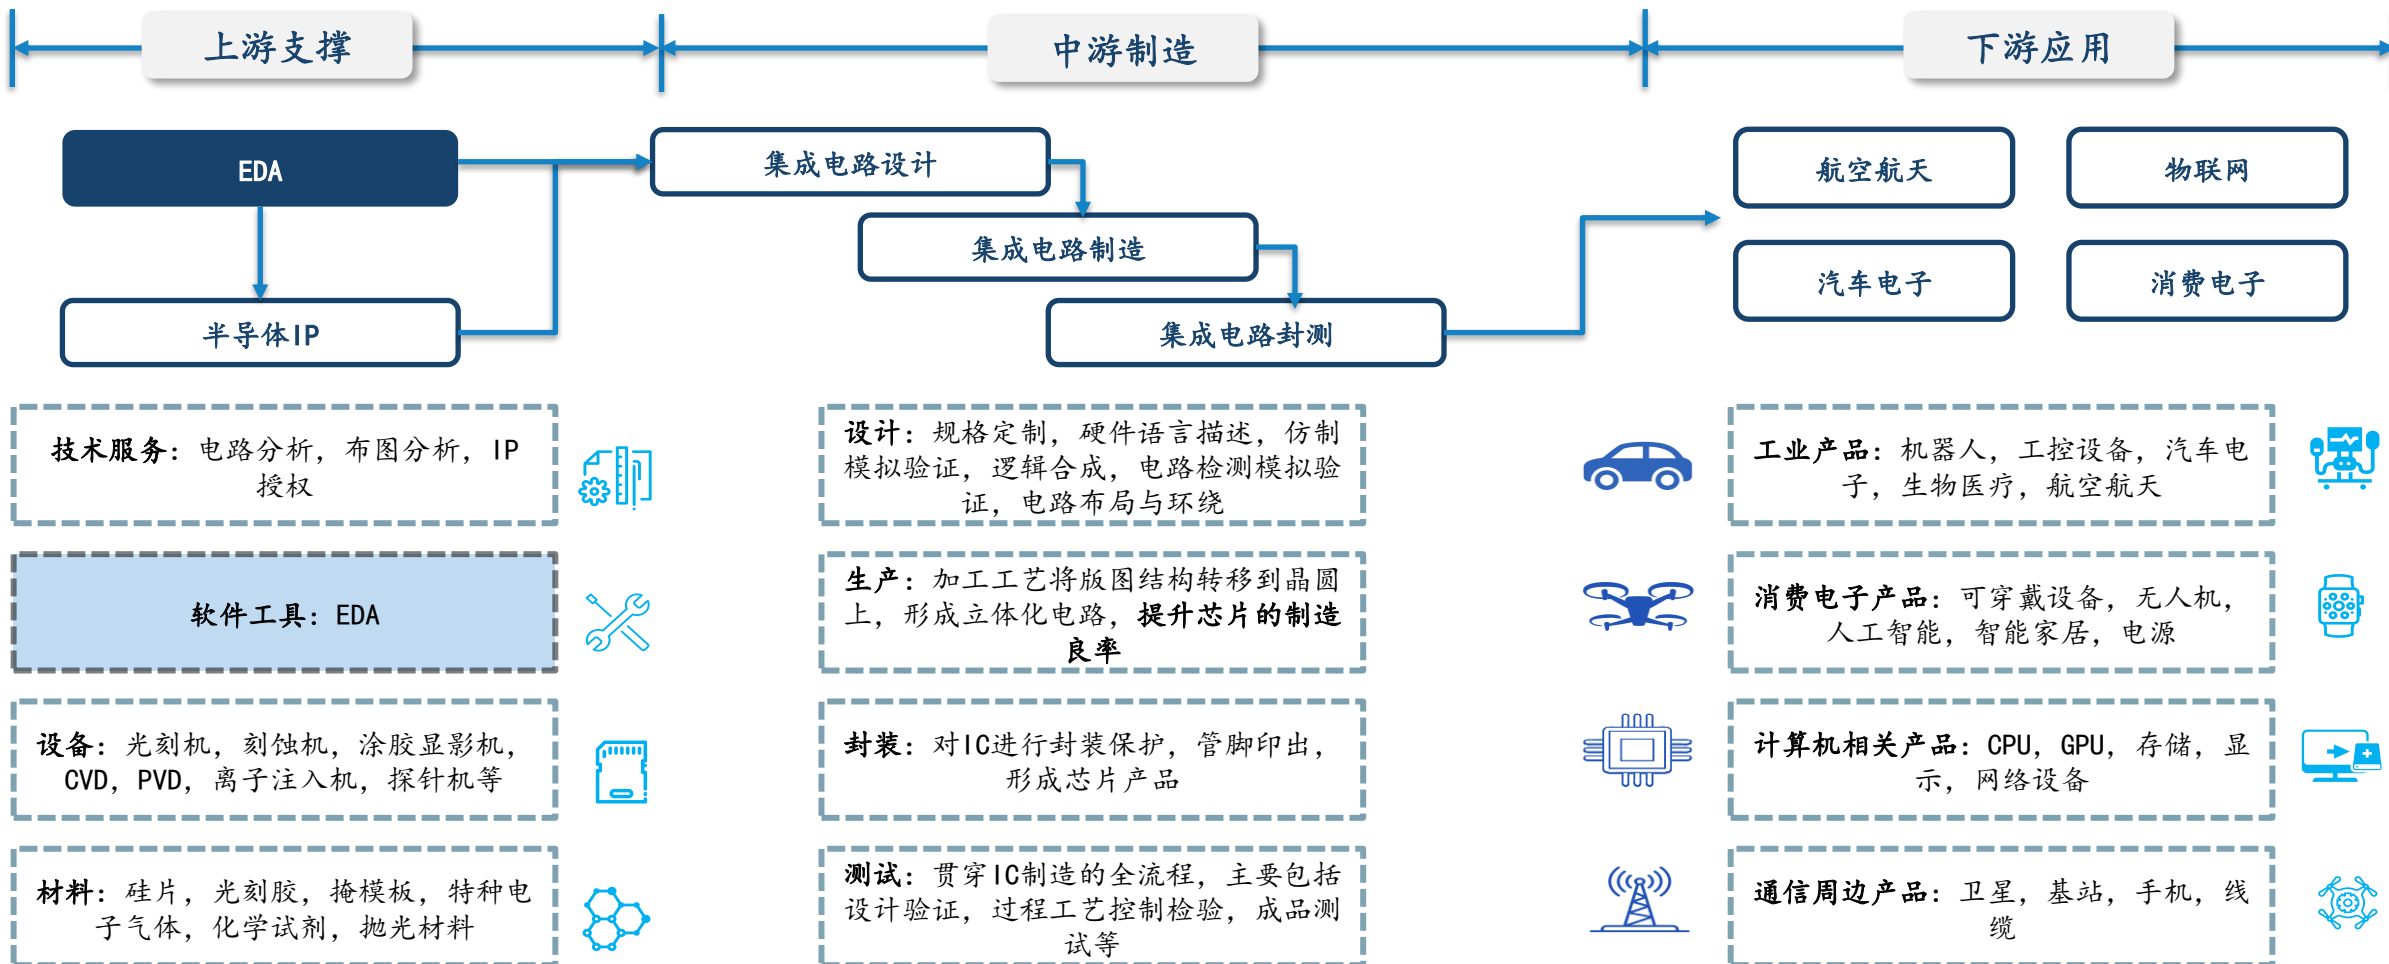 上游支撑
中游制造
下游应用
EDA
半导体IP
集成电路设计
集成电路制造
集成电路封测
航空航天
物联网
汽车电子
消费电子
技术服务：电路分析，布图分析，IP
授权
软件工具：EDA
设备：光刻机，刻蚀机，涂胶显影机，
CVD，PVD，离子注入机，探针机等
材料：硅片，光刻胶，掩模板，特种电
子气体，化学试剂，抛光材料
设计：规格定制，硬件语言描述，仿制
模拟验证，逻辑合成，电路检测模拟验
证，电路布局与环绕
生产：加工工艺将版图结构转移到晶圆
上，形成立体化电路，提升芯片的制造
良率
封装：对IC进行封装保护，管脚印出，
形成芯片产品
测试：贯穿IC制造的全流程，主要包括
设计验证，过程工艺控制检验，成品测
试等
工业产品：机器人，工控设备，汽车电
子，生物医疗，航空航天
消费电子产品：可穿戴设备，无人机，
人工智能，智能家居，电源
计算机相关产品：CPU，GPU，存储，显
示，网络设备
通信周边产品：卫星，基站，手机，线
缆